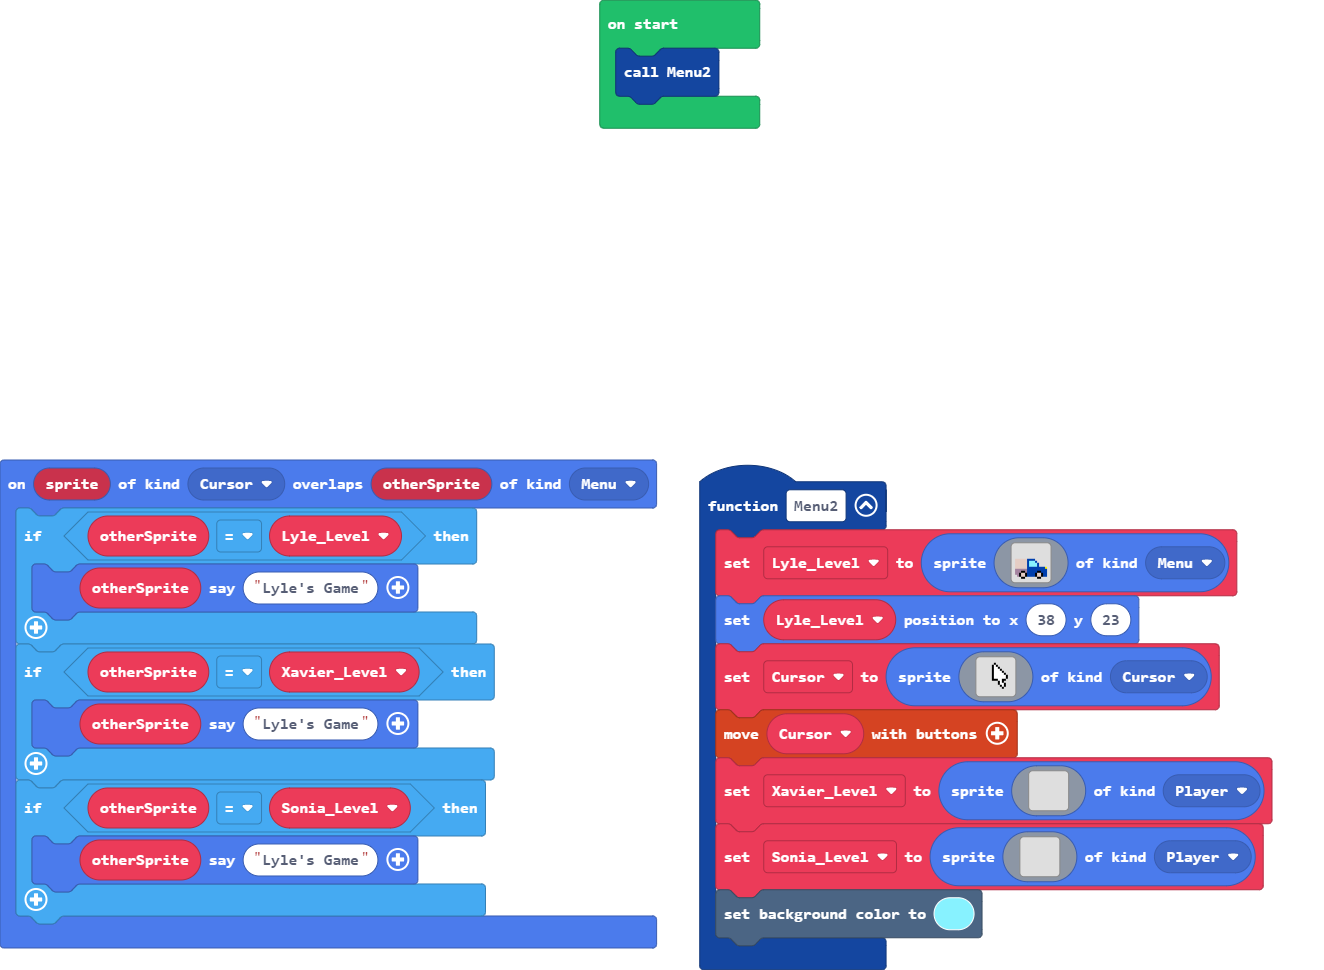 on start
call Menu2
on sprite of kind Cursor overlaps otherSprite of kind Menu
if otherSprite = Lyle_Level then
otherSprite say "Lyle's Game"
if otherSprite = Xavier_Level then
otherSprite say "Lyle's Game"
if otherSprite = Sonia_Level then
otherSprite say "Lyle's Game"
function Menu2
set Lyle_Level to sprite of kind Menu
set Lyle_Level position to x 38 y 23
set Cursor to sprite of kind Cursor
move Cursor with buttons
set Xavier_Level to sprite of kind Player
set Sonia_Level to sprite of kind Player
set background color to